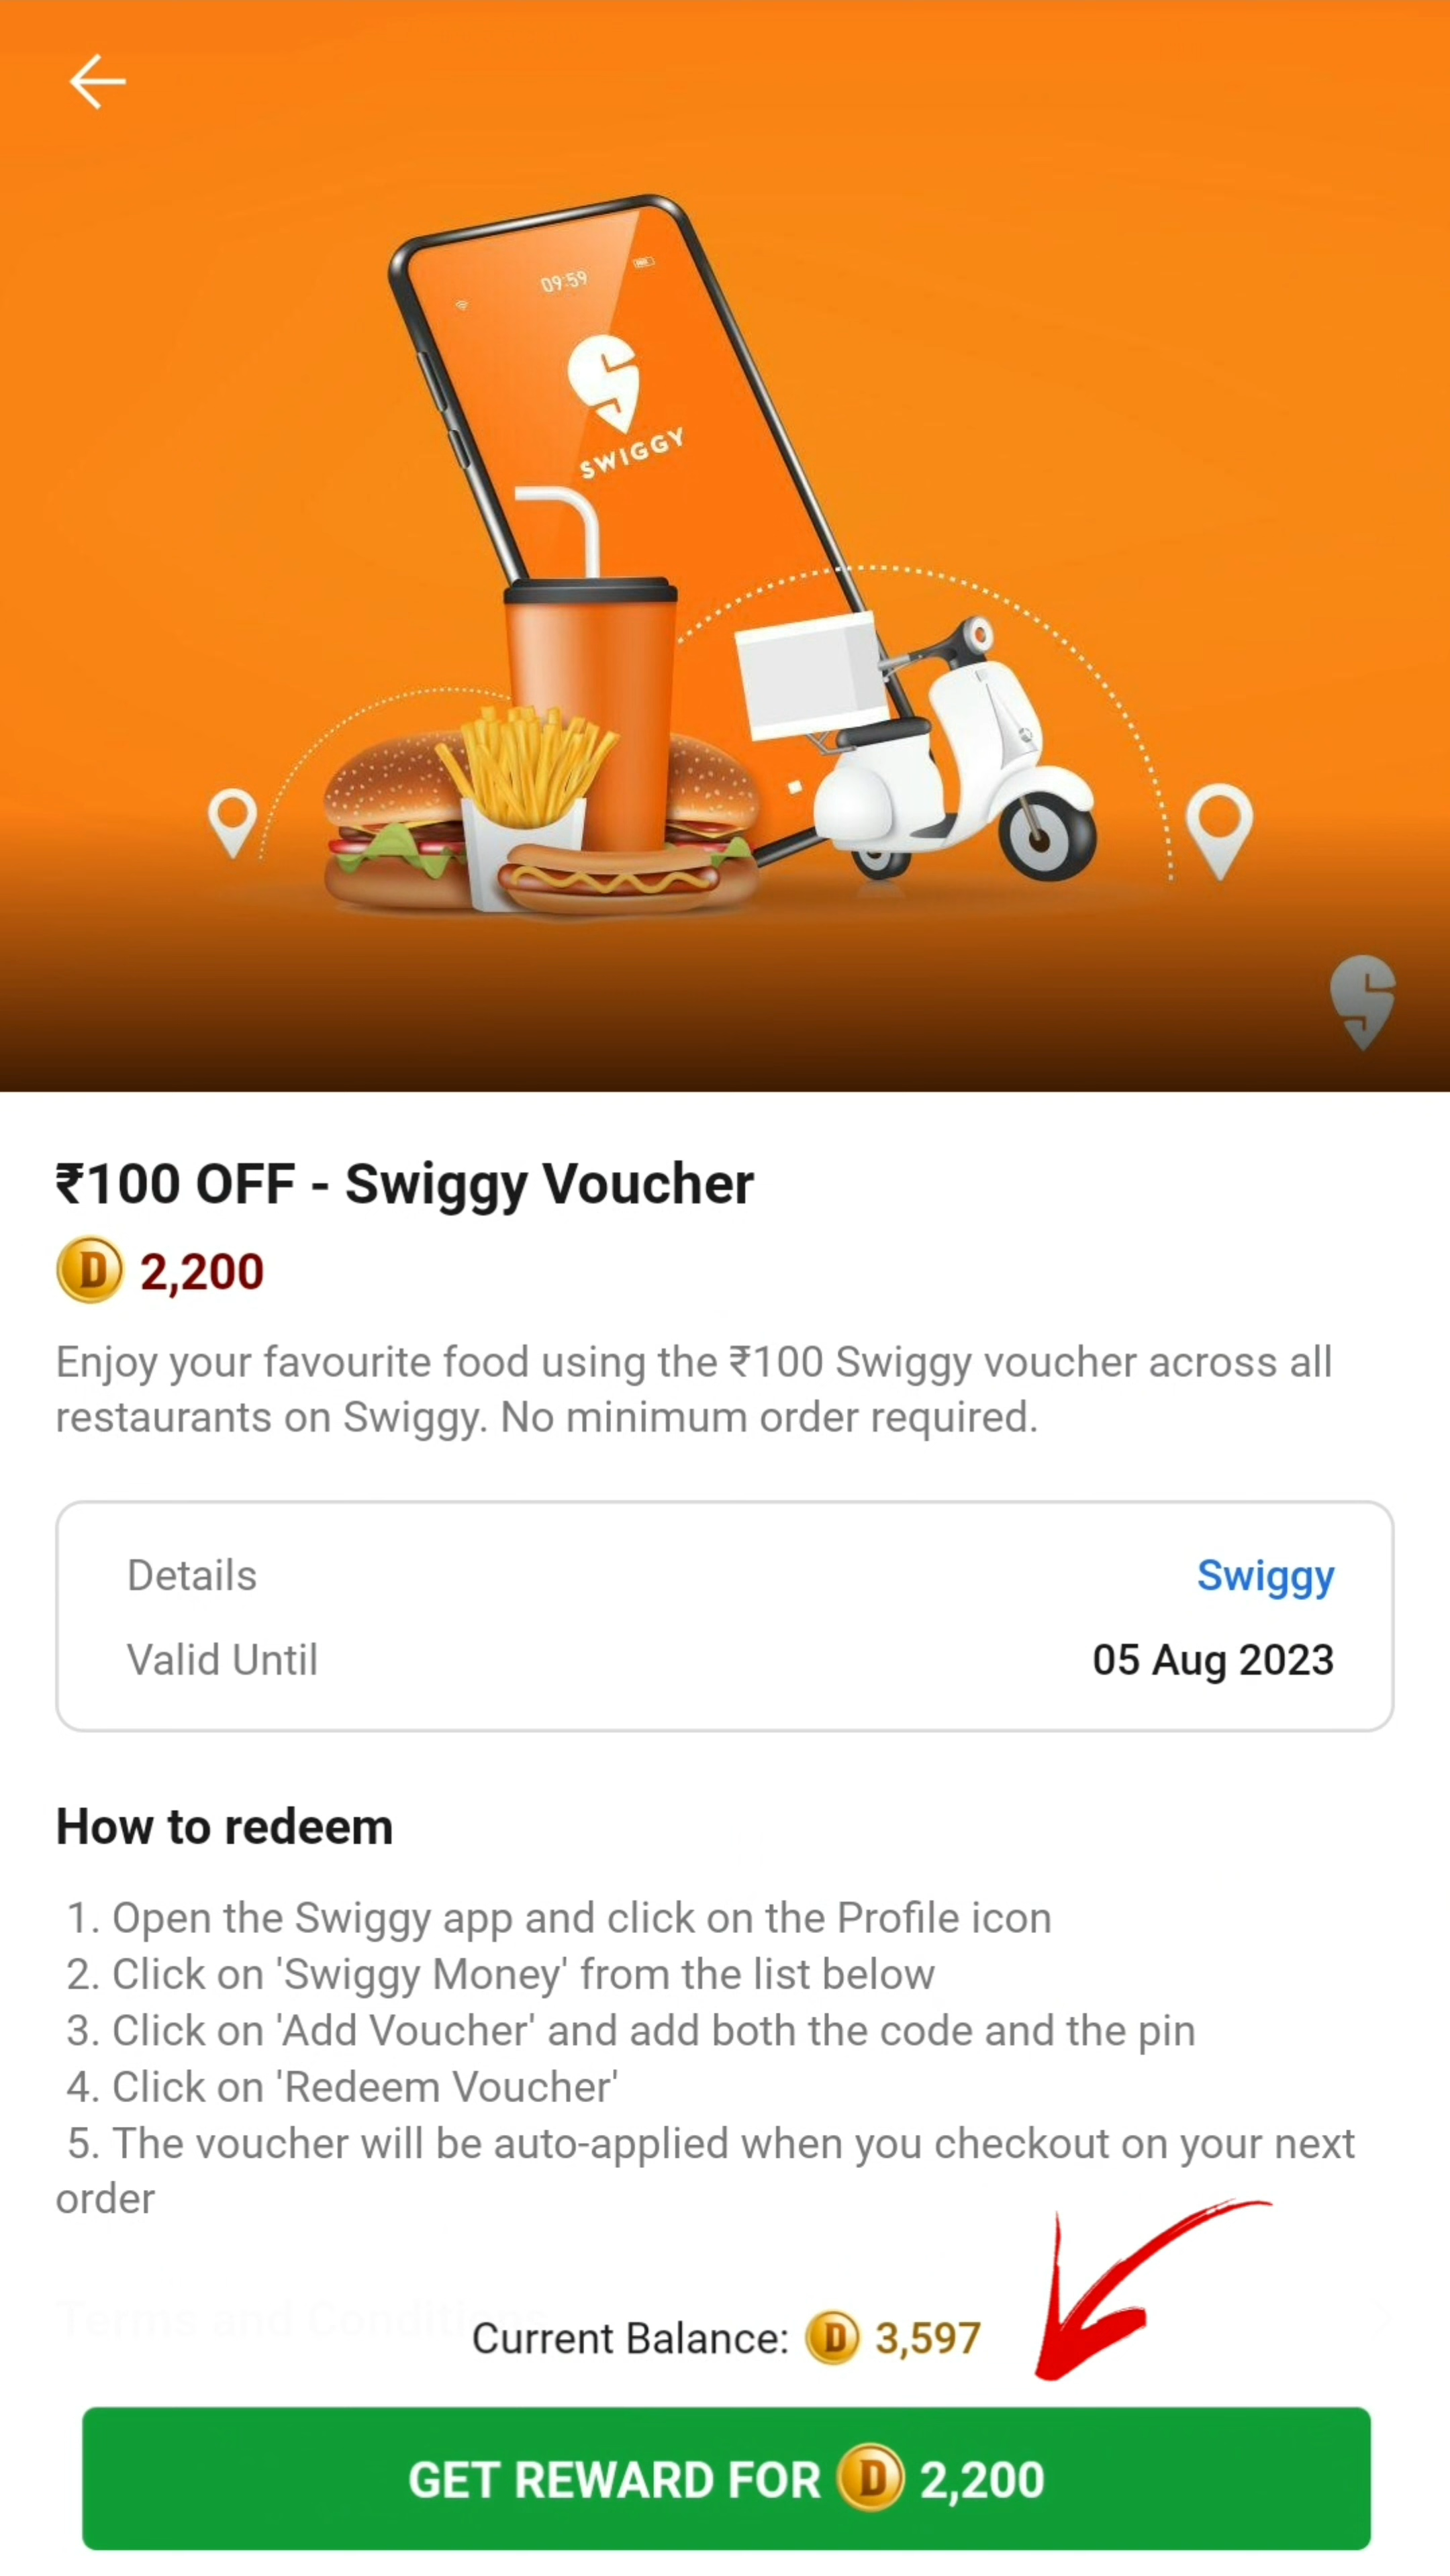 09:59
SWIGGY
₹100 OFF - Swiggy Voucher
D 2,200
Enjoy your favourite food using the ₹100 Swiggy voucher across all
restaurants on Swiggy. No minimum order required.
Details Swiggy
Valid Until 05 Aug 2023
How to redeem
1. Open the Swiggy app and click on the Profile icon
2. Click on 'Swiggy Money' from the list below
3. Click on 'Add Voucher' and add both the code and the pin
4. Click on 'Redeem Voucher'
5. The voucher will be auto-applied when you checkout on your next
order
Terms and Conditions
Current Balance: D 3,597
GET REWARD FOR D 2,200